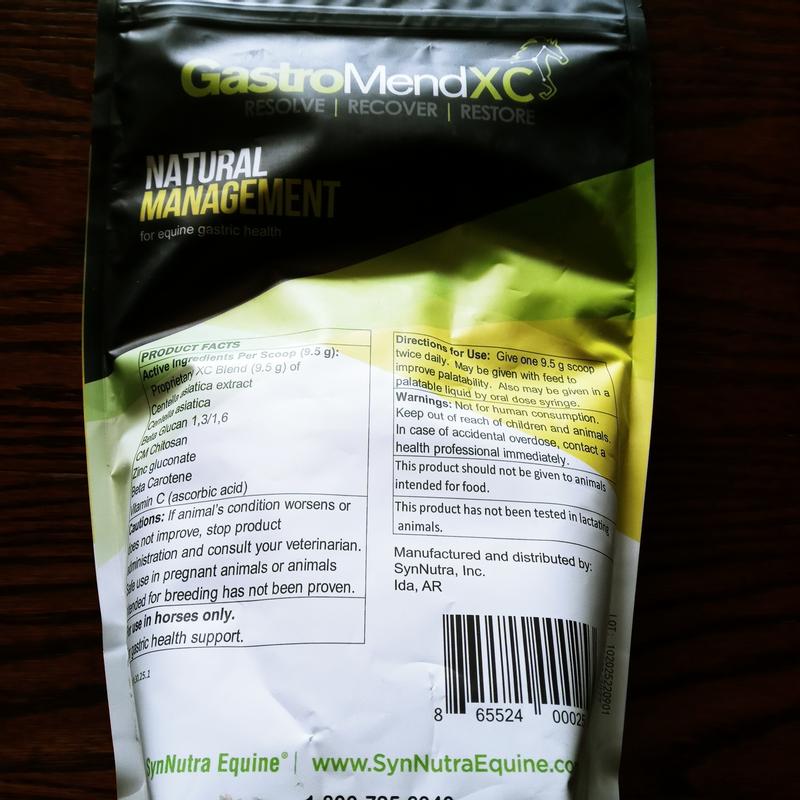 GastroMendXC
RESOLVE | RECOVER | RESTORE
NATURAL
MANAGEMENT
for equine gastric health
PRODUCT FACTS
Active Ingredients Per Scoop (9.5 g):
Proprietary XC Blend (9.5 g) of
Centella asiatica extract
Centella asiatica
Beta Glucan 1,3/1,6
CM Chitosan
Zinc gluconate
Beta Carotene
Vitamin C (ascorbic acid)
Cautions: If animal's condition worsens or
does not improve, stop product
administration and consult your veterinarian.
Safe use in pregnant animals or animals
intended for breeding has not been proven.
For use in horses only.
gastric health support.
Directions for Use: Give one 9.5 g scoop
twice daily. May be given with feed to
improve palatability. Also may be given in a
palatable liquid by oral dose syringe.
Warnings: Not for human consumption.
Keep out of reach of children and animals.
In case of accidental overdose, contact a
health professional immediately.
This product should not be given to animals
intended for food.
This product has not been tested in lactating
animals.
Manufactured and distributed by:
SynNutra, Inc.
Ida, AR
8 65524 00025
LOT: 102025220901
SynNutra Equine® | www.SynNutraEquine.co